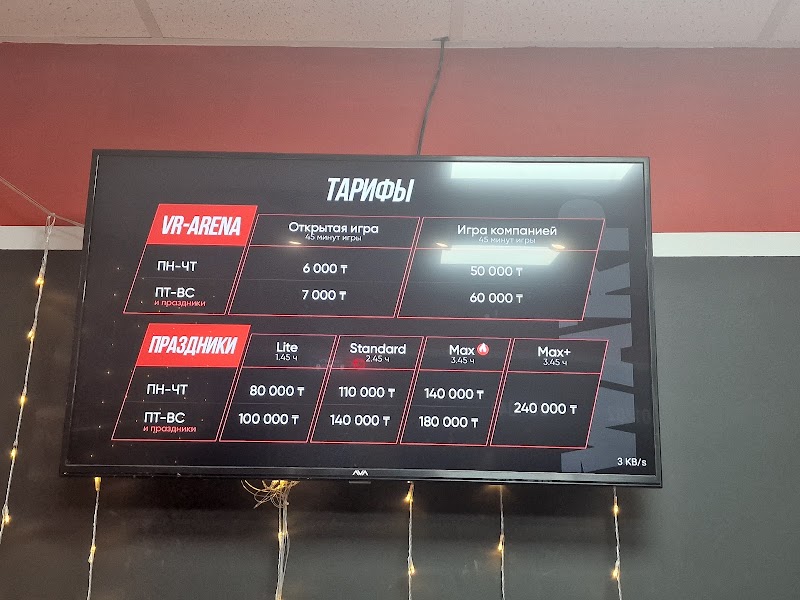 ТАРИФЫ
VR-ARENA
Открытая игра
45 минут игры
Игра компанией
45 минут игры
ПН-ЧТ
6 000 ₸
50 000 ₸
ПТ-ВС
и праздники
7 000 ₸
60 000 ₸
ПРАЗДНИКИ
Lite
1.45 ч
Standard
2.45 ч
Max
3.45 ч
Max+
3.45 ч
ПН-ЧТ
80 000 ₸
110 000 ₸
140 000 ₸
240 000 ₸
ПТ-ВС
и праздники
100 000 ₸
140 000 ₸
180 000 ₸
3 KB/s
AVA